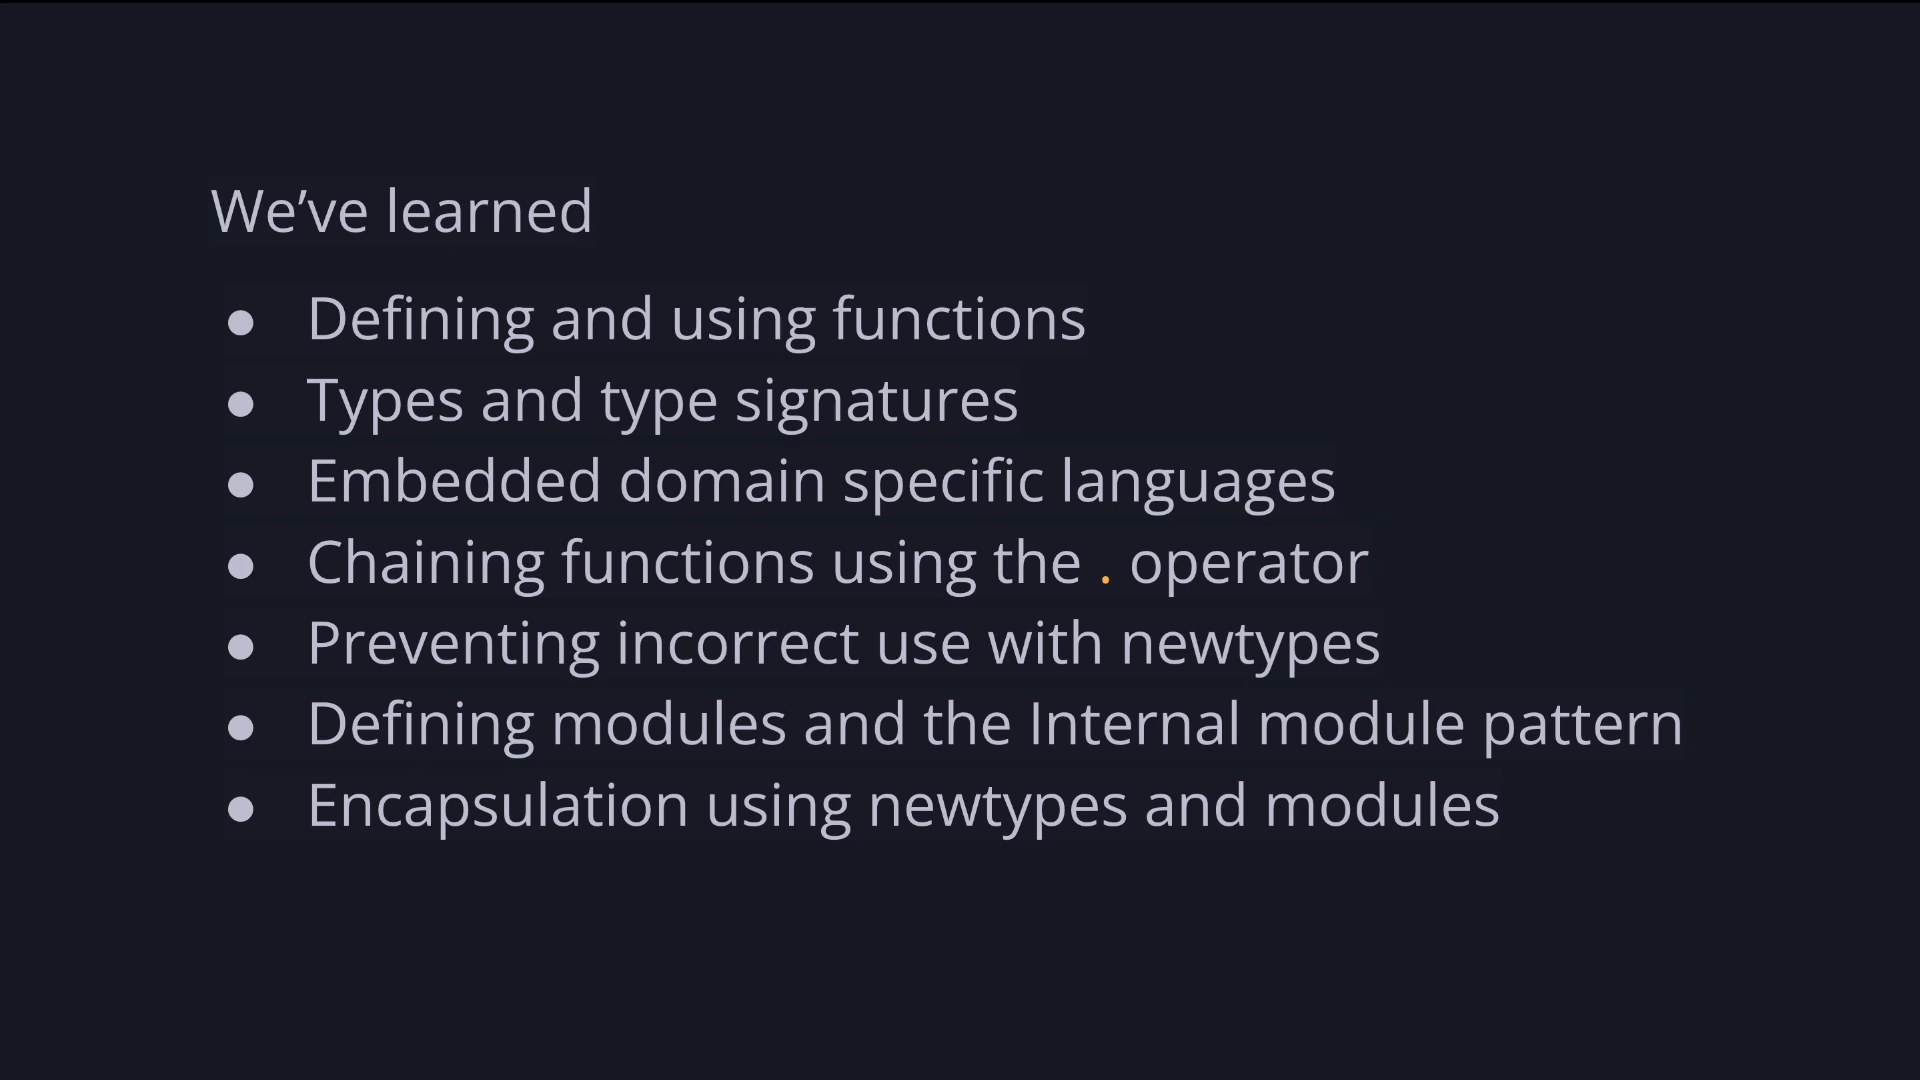 We’ve learned
● Defining and using functions
● Types and type signatures
● Embedded domain specific languages
● Chaining functions using the . operator
● Preventing incorrect use with newtypes
● Defining modules and the Internal module pattern
● Encapsulation using newtypes and modules